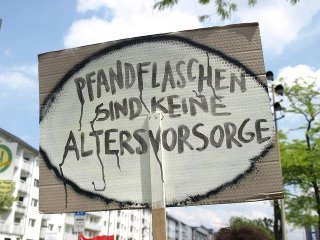 PFANDFLASCHEN
SIND KEINE
ALTERSVORSORGE